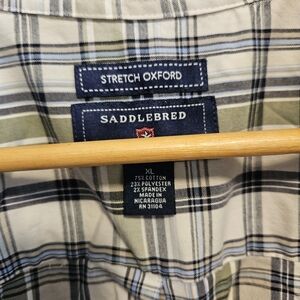 STRETCH OXFORD
SADDLEBRED
XL
75% COTTON
23% POLYESTER
2% SPANDEX
MADE IN
NICARAGUA
RN 31104